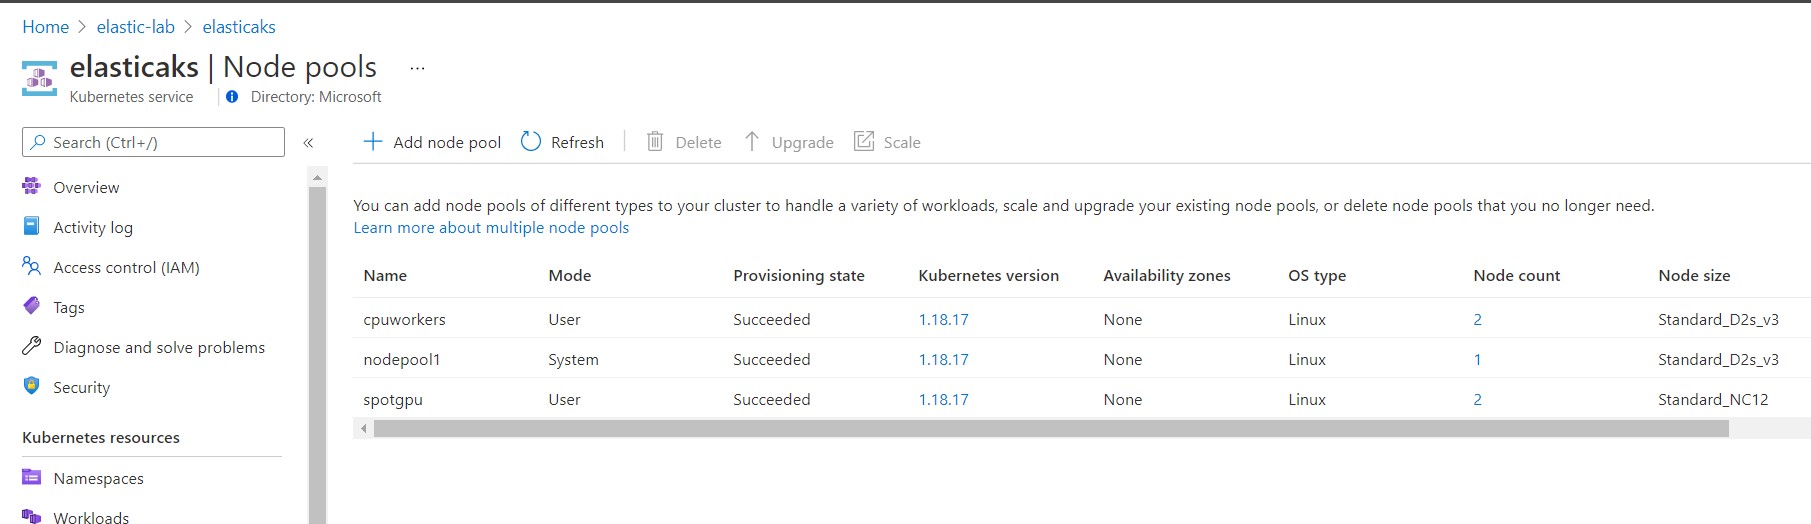 Home > elastic-lab > elasticaks
elasticaks | Node pools ...
Kubernetes service | Directory: Microsoft
Search (Ctrl+/) «
Overview
Activity log
Access control (IAM)
Tags
Diagnose and solve problems
Security
Kubernetes resources
Namespaces
Workloads
Add node pool Refresh Delete Upgrade Scale
You can add node pools of different types to your cluster to handle a variety of workloads, scale and upgrade your existing node pools, or delete node pools that you no longer need.
Learn more about multiple node pools
Name Mode Provisioning state Kubernetes version Availability zones OS type Node count Node size
cpuworkers User Succeeded 1.18.17 None Linux 2 Standard_D2s_v3
nodepool1 System Succeeded 1.18.17 None Linux 1 Standard_D2s_v3
spotgpu User Succeeded 1.18.17 None Linux 2 Standard_NC12